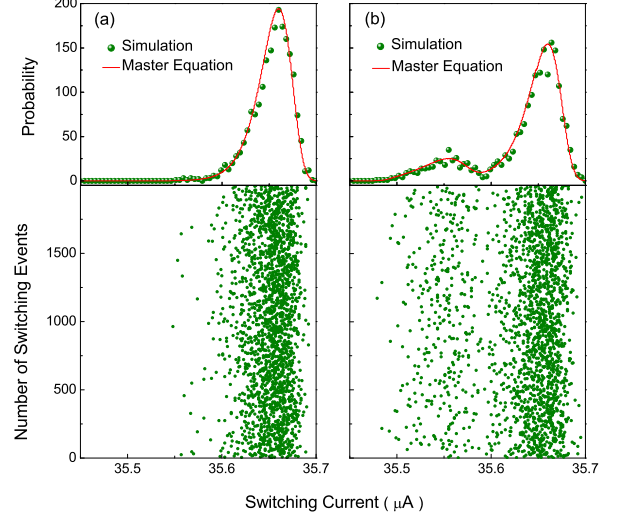 200
(a)
(b)
Simulation
Simulation
Master Equation
Master Equation
150
100
50
0
Probability
1500
1000
500
0
Number of Switching Events
35.5 35.6 35.7 35.5 35.6 35.7
Switching Current ( μA )